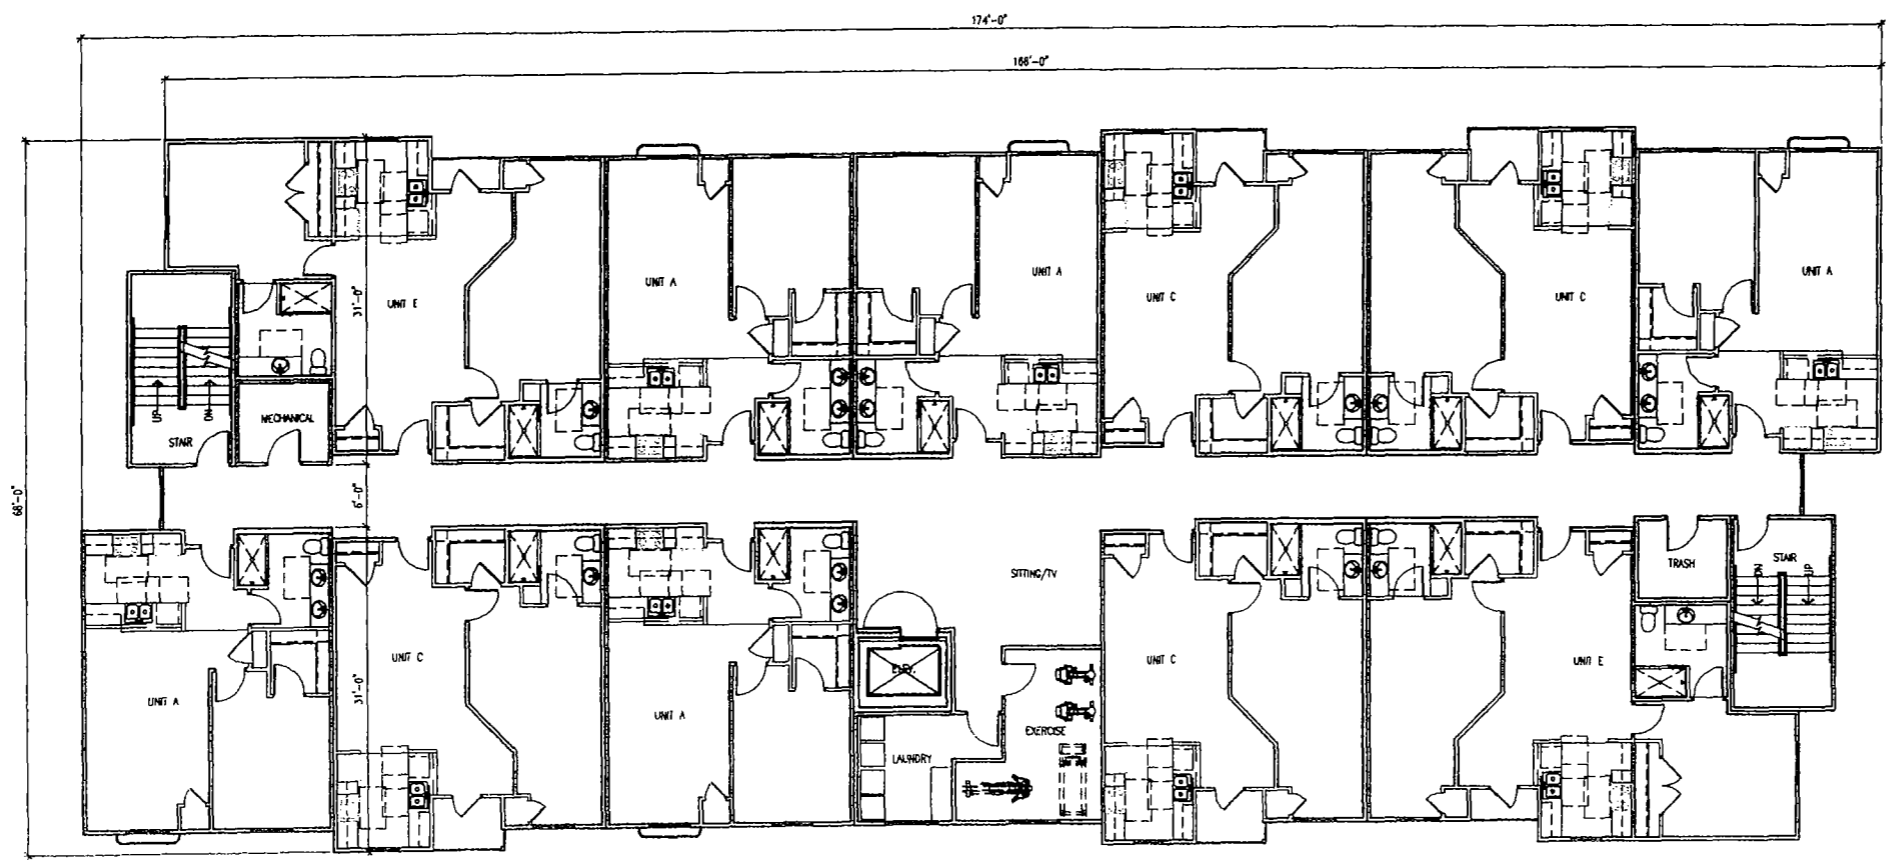 174'-0"
166'-0"
UNIT A
UNIT A
UNIT A
UNIT E
31'-0"
UNIT C
UNIT C
UP
DN
MECHANICAL
STAIR
68'-0"
6'-0"
SITTING/TV
TRASH
STAIR
DN
UP
UNIT C
UNIT C
UNIT E
ELEV.
31'-0"
UNIT A
UNIT A
EXERCISE
LAUNDRY